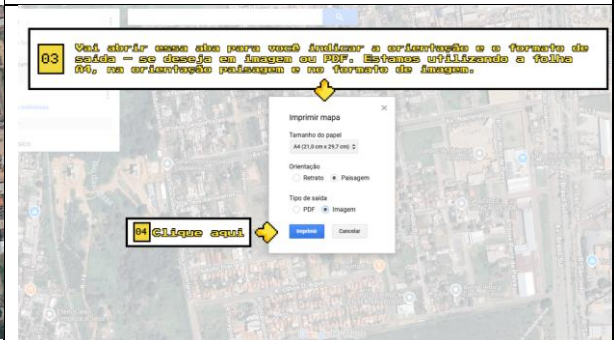 03
Vai abrir essa aba para você indicar a orientação e o formato de
saída — se deseja em imagem ou PDF. Estamos utilizando a folha
A4, na orientação paisagem e no formato de imagem.
Imprimir mapa
Tamanho do papel
A4 (21,0 cm x 29,7 cm)
Orientação
Retrato Paisagem
Tipo de saída
PDF Imagem
04 Clique aqui
Imprimir Cancelar